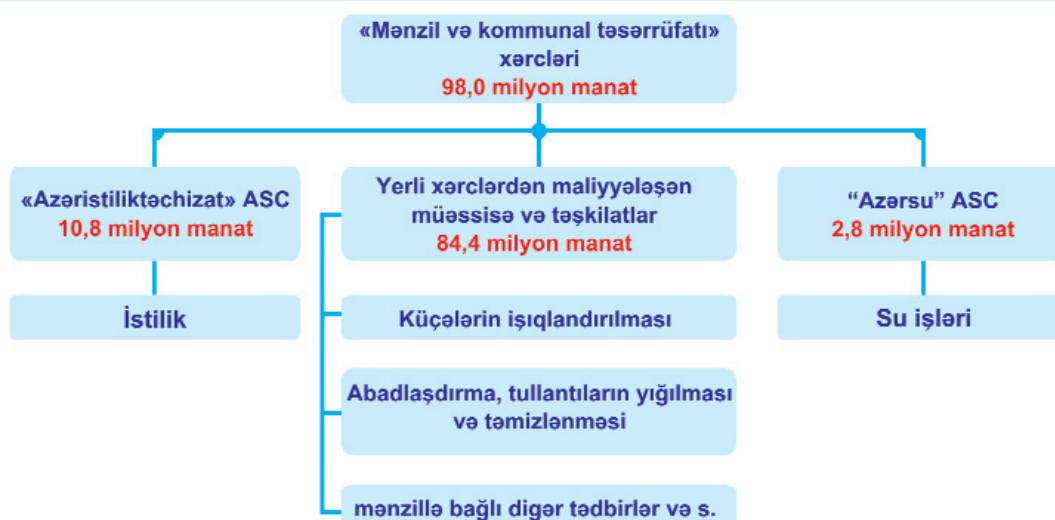 «Mənzil və kommunal təsərrüfatı»
xərcləri
98,0 milyon manat
«Azəristiliktəchizat» ASC
10,8 milyon manat
İstilik
Yerli xərclərdən maliyyələşən
müəssisə və təşkilatlar
84,4 milyon manat
Küçələrin işıqlandırılması
Abadlaşdırma, tullantıların yığılması
və təmizlənməsi
mənzillə bağlı digər tədbirlər və s.
“Azərsu” ASC
2,8 milyon manat
Su işləri